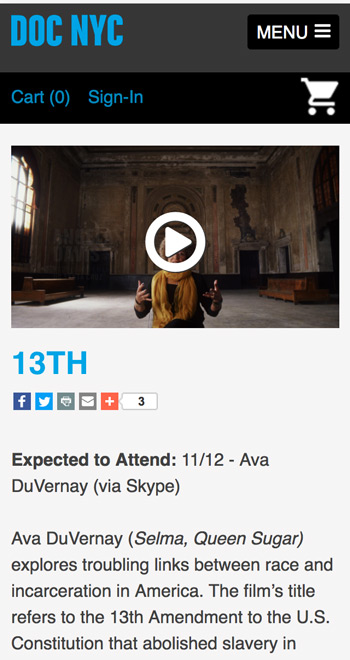 DOC NYC
MENU
Cart (0) Sign-In
13TH
3
Expected to Attend: 11/12 - Ava
DuVernay (via Skype)
Ava DuVernay (Selma, Queen Sugar)
explores troubling links between race and
incarceration in America. The film's title
refers to the 13th Amendment to the U.S.
Constitution that abolished slavery in